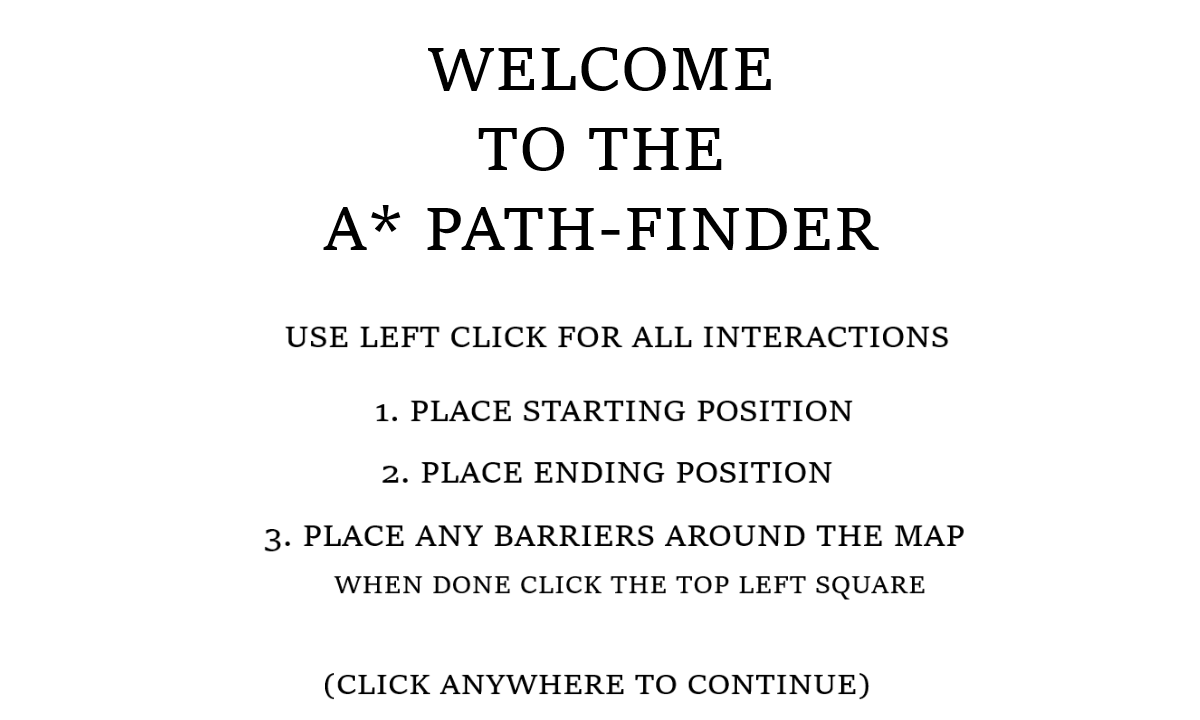 WELCOME
TO THE
A* PATH-FINDER
USE LEFT CLICK FOR ALL INTERACTIONS
1. PLACE STARTING POSITION
2. PLACE ENDING POSITION
3. PLACE ANY BARRIERS AROUND THE MAP
WHEN DONE CLICK THE TOP LEFT SQUARE
(CLICK ANYWHERE TO CONTINUE)